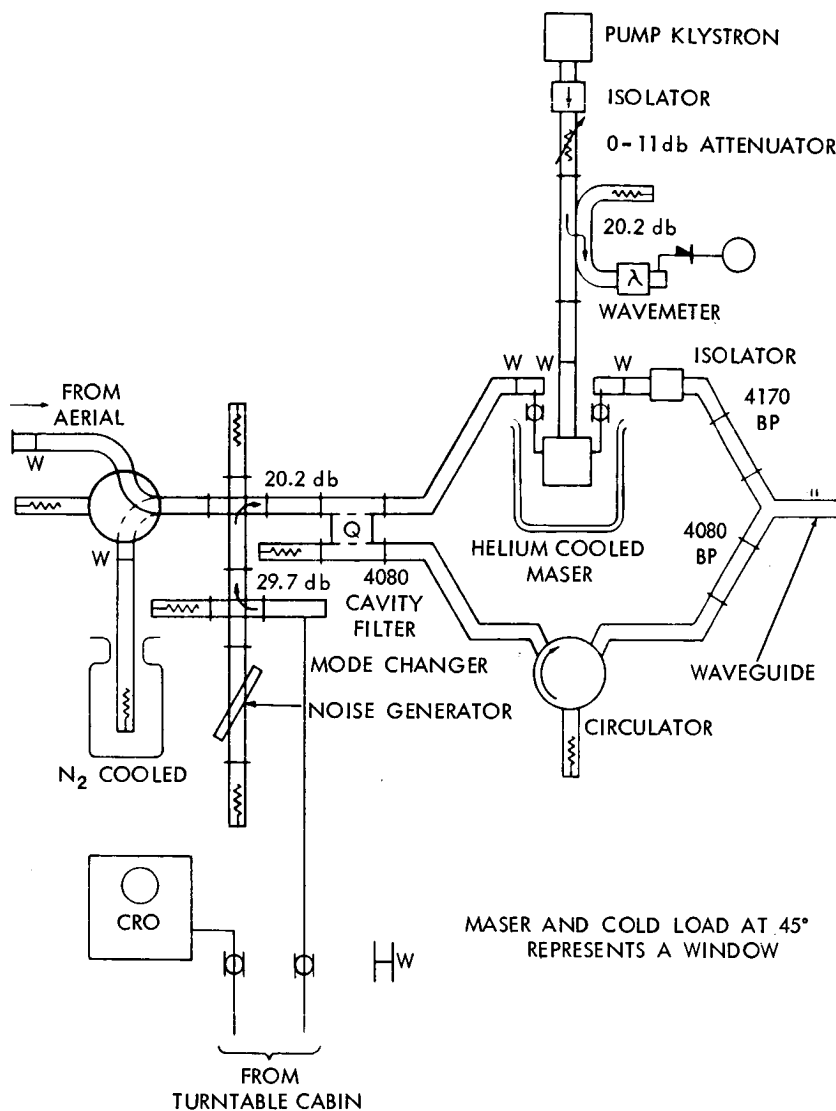 PUMP KLYSTRON
ISOLATOR
0-11db ATTENUATOR
20.2 db
λ
WAVEMETER
ISOLATOR
W
W
W
4170
BP
FROM
AERIAL
W
20.2 db
Q
W
29.7 db
4080
CAVITY
FILTER
HELIUM COOLED
MASER
4080
BP
WAVEGUIDE
MODE CHANGER
NOISE GENERATOR
CIRCULATOR
N2 COOLED
CRO
W
MASER AND COLD LOAD AT 45°
REPRESENTS A WINDOW
FROM
TURNTABLE CABIN